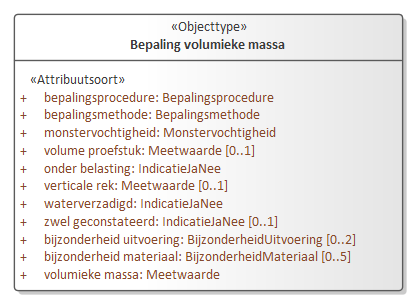 «Objecttype»
Bepaling volumieke massa
«Attribuutsoort»
+ bepalingsprocedure: Bepalingsprocedure
+ bepalingsmethode: Bepalingsmethode
+ monstervochtigheid: Monstervochtigheid
+ volume proefstuk: Meetwaarde [0..1]
+ onder belasting: IndicatieJaNee
+ verticale rek: Meetwaarde [0..1]
+ waterverzadigd: IndicatieJaNee
+ zwel geconstateerd: IndicatieJaNee [0..1]
+ bijzonderheid uitvoering: BijzonderheidUitvoering [0..2]
+ bijzonderheid materiaal: BijzonderheidMateriaal [0..5]
+ volumieke massa: Meetwaarde